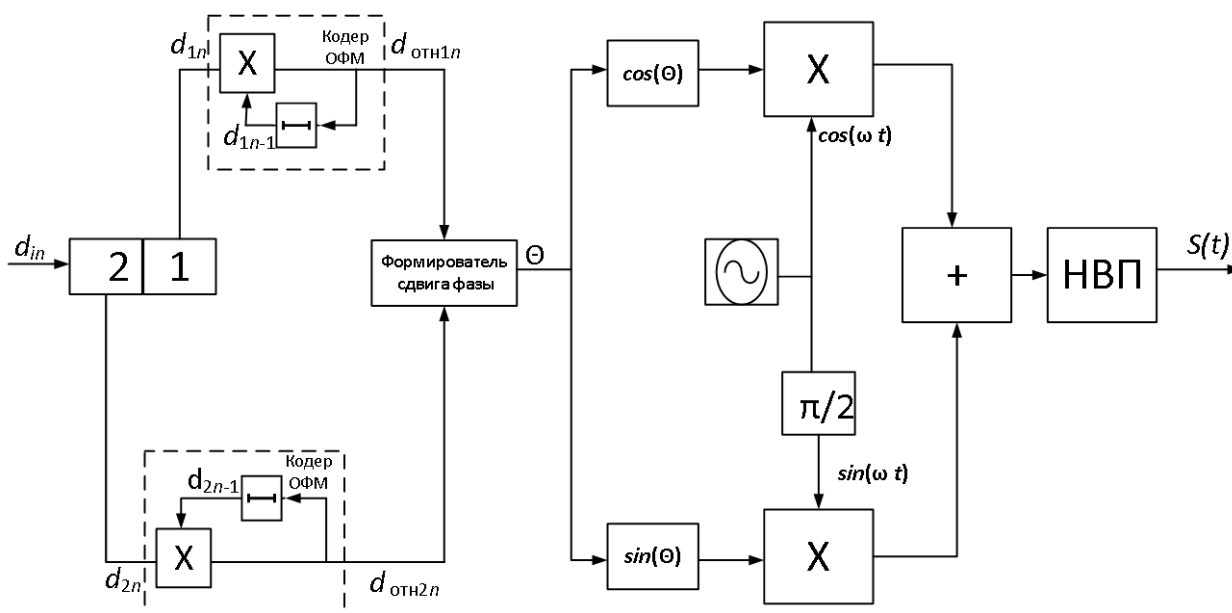 d1n
X
Кодер
ОФМ
dотн1n
d1n-1
cos(Θ)
X
cos(ω t)
din
2
1
Формирователь
сдвига фазы
Θ
+
НВП
S(t)
π/2
sin(ω t)
d2n-1
Кодер
ОФМ
X
d2n
dотн2n
sin(Θ)
X